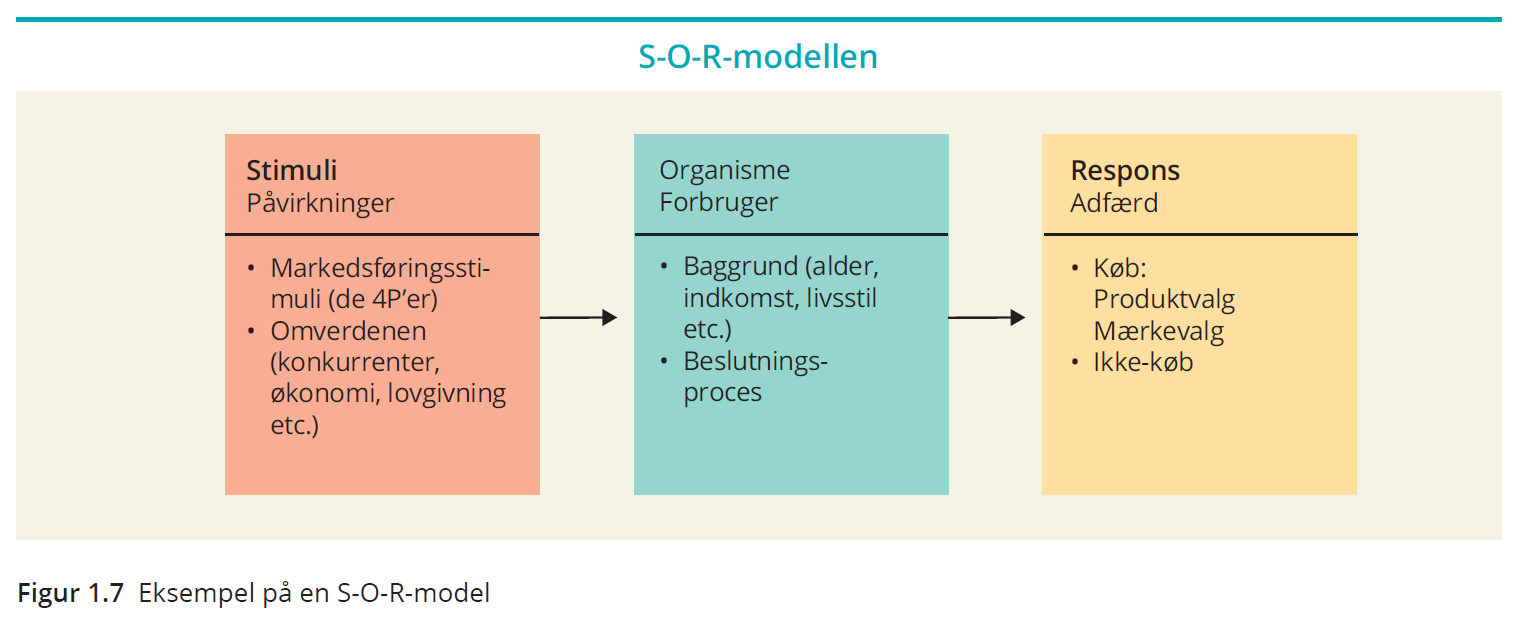 S-O-R-modellen
Stimuli
Påvirkninger
• Markedsføringssti-
muli (de 4P’er)
• Omverdenen
(konkurrenter,
økonomi, lovgivning
etc.)
Organisme
Forbruger
• Baggrund (alder,
indkomst, livsstil
etc.)
• Beslutnings-
proces
Respons
Adfærd
• Køb:
Produktvalg
Mærkevalg
• Ikke-køb
Figur 1.7 Eksempel på en S-O-R-model